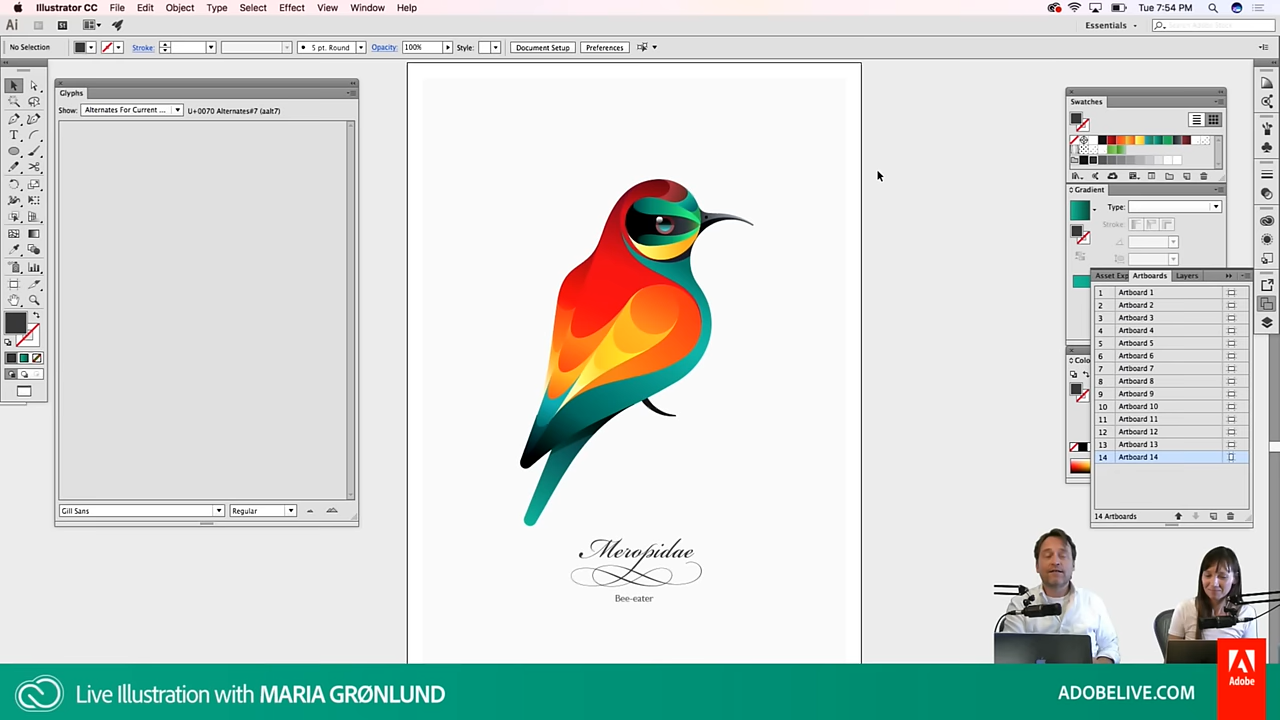 Illustrator CC File Edit Object Type Select Effect View Window Help
Tue 7:54 PM
Ai St Essentials
No Selection Stroke: 5 pt. Round Opacity: 100% Style: Document Setup Preferences
Glyphs
Show: Alternates For Current ... U+0070 Alternates#7 (aalt7)
Gill Sans Regular
Meropidae
Bee-eater
Swatches
Gradient
Type:
Stroke:
Asset Exp Artboards Layers
1 Artboard 1
2 Artboard 2
3 Artboard 3
4 Artboard 4
5 Artboard 5
6 Artboard 6
7 Artboard 7
8 Artboard 8
9 Artboard 9
10 Artboard 10
11 Artboard 11
12 Artboard 12
13 Artboard 13
14 Artboard 14
14 Artboards
Colo
Live Illustration with MARIA GRØNLUND
ADOBELIVE.COM
Adobe